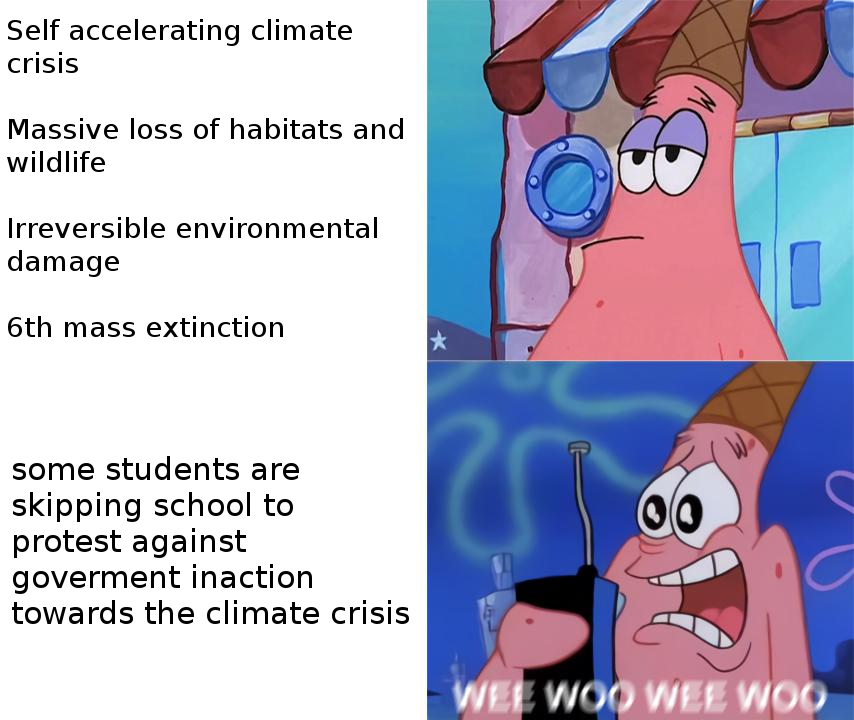 Self accelerating climate
crisis
Massive loss of habitats and
wildlife
Irreversible environmental
damage
6th mass extinction
some students are
skipping school to
protest against
goverment inaction
towards the climate crisis
WEE WOO WEE WOO